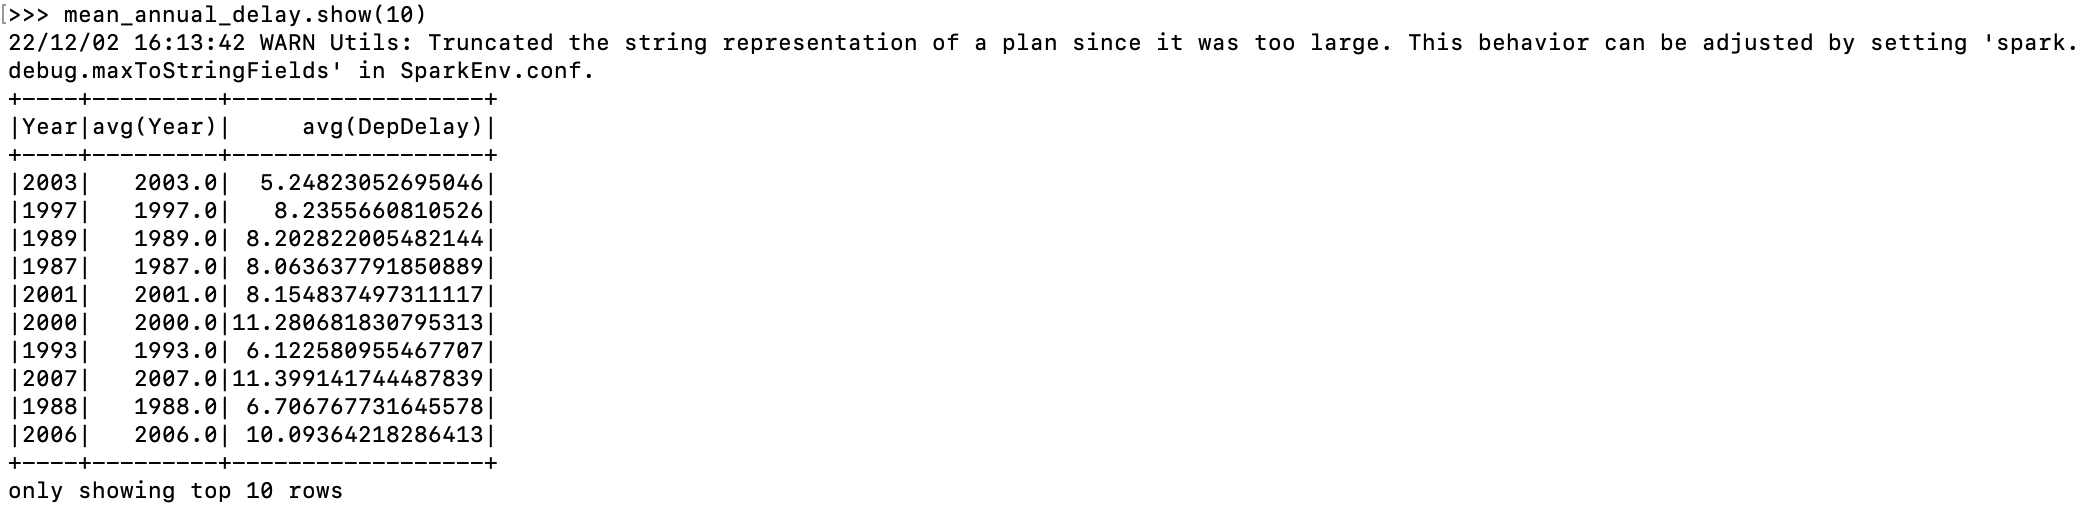 [>>> mean_annual_delay.show(10)
22/12/02 16:13:42 WARN Utils: Truncated the string representation of a plan since it was too large. This behavior can be adjusted by setting 'spark.
debug.maxToStringFields' in SparkEnv.conf.
+----+---------+------------------+
|Year|avg(Year)|     avg(DepDelay)|
+----+---------+------------------+
|2003|   2003.0|  5.24823052695046|
|1997|   1997.0|   8.2355660810526|
|1989|   1989.0| 8.202822005482144|
|1987|   1987.0| 8.063637791850889|
|2001|   2001.0| 8.154837497311117|
|2000|   2000.0|11.280681830795313|
|1993|   1993.0| 6.122580955467707|
|2007|   2007.0|11.399141744487839|
|1988|   1988.0| 6.706767731645578|
|2006|   2006.0| 10.09364218286413|
+----+---------+------------------+
only showing top 10 rows